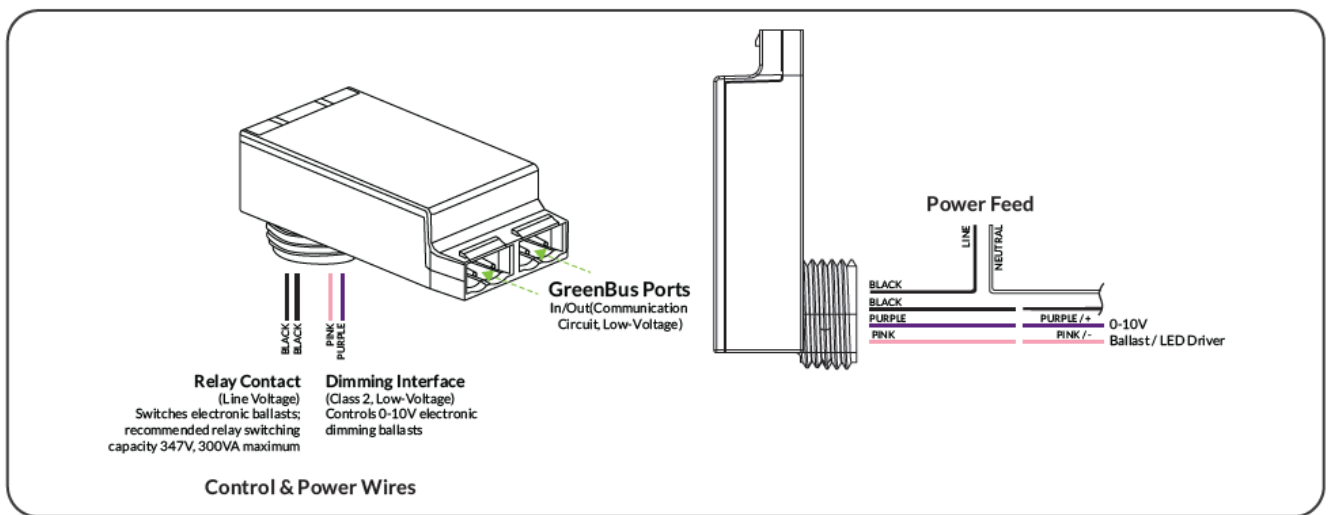 GreenBus Ports
In/Out(Communication
Circuit, Low-Voltage)
BLACK
BLACK
PINK
PURPLE
Relay Contact
(Line Voltage)
Switches electronic ballasts;
recommended relay switching
capacity 347V, 300VA maximum
Dimming Interface
(Class 2, Low-Voltage)
Controls 0-10V electronic
dimming ballasts
Control & Power Wires
Power Feed
LINE
NEUTRAL
BLACK
BLACK
PURPLE
PINK
PURPLE / +
PINK / -
0-10V
Ballast / LED Driver